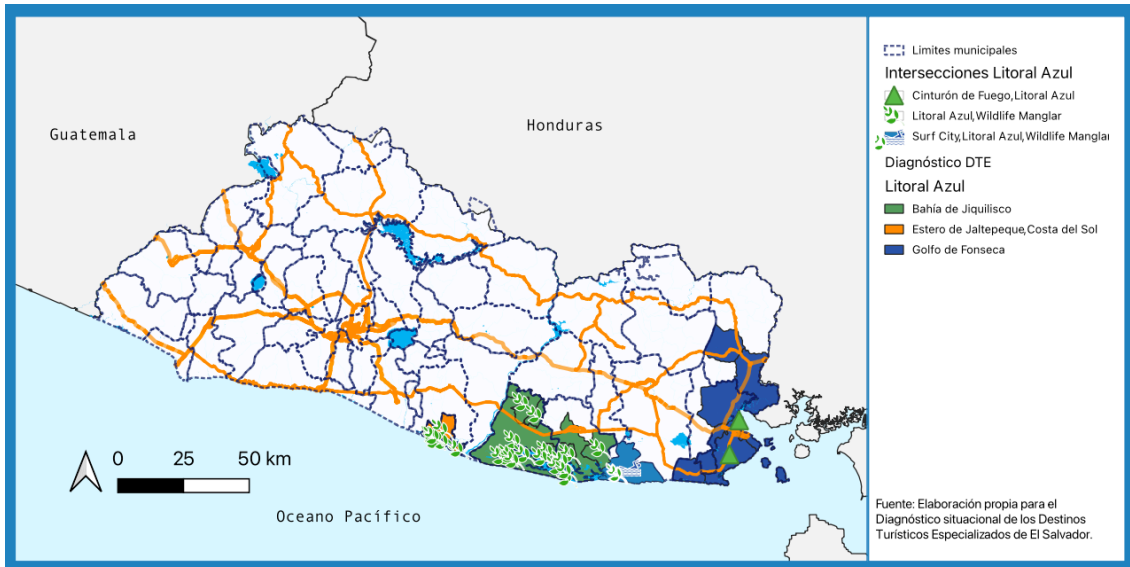 Guatemala
Honduras
0 25 50 km
Oceano Pacífico
Limites municipales
Intersecciones Litoral Azul
Cinturón de Fuego,Litoral Azul
Litoral Azul,Wildlife Manglar
Surf City,Litoral Azul,Wildlife Manglar
Diagnóstico DTE
Litoral Azul
Bahía de Jiquilisco
Estero de Jaltepeque,Costa del Sol
Golfo de Fonseca
Fuente: Elaboración propia para el
Diagnóstico situacional de los Destinos
Turísticos Especializados de El Salvador.